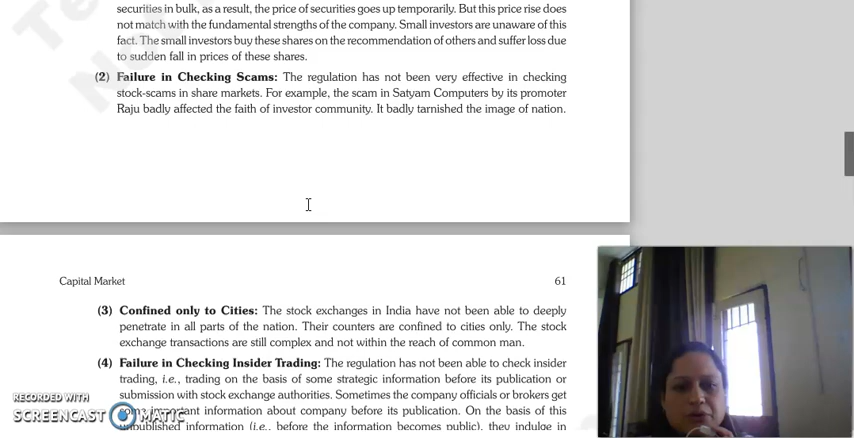 securities in bulk, as a result, the price of securities goes up temporarily. But this price rise does
not match with the fundamental strengths of the company. Small investors are unaware of this
fact. The small investors buy these shares on the recommendation of others and suffer loss due
to sudden fall in prices of these shares.
(2) Failure in Checking Scams: The regulation has not been very effective in checking
stock-scams in share markets. For example, the scam in Satyam Computers by its promoter
Raju badly affected the faith of investor community. It badly tarnished the image of nation.
Capital Market 61
(3) Confined only to Cities: The stock exchanges in India have not been able to deeply
penetrate in all parts of the nation. Their counters are confined to cities only. The stock
exchange transactions are still complex and not within the reach of common man.
(4) Failure in Checking Insider Trading: The regulation has not been able to check insider
trading, i.e., trading on the basis of some strategic information before its publication or
submission with stock exchange authorities. Sometimes the company officials or brokers get
some important information about company before its publication. On the basis of this
unpublished information (i.e., before the information becomes public), they indulge in
RECORDED WITH
SCREENCAST MATIC